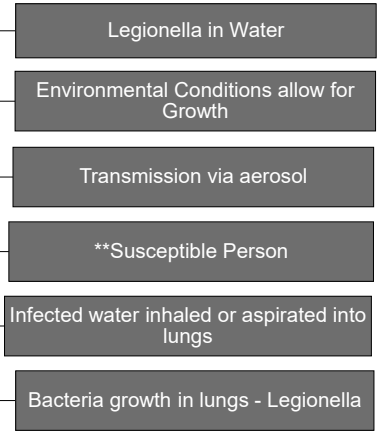 Legionella in Water
Environmental Conditions allow for
Growth
Transmission via aerosol
**Susceptible Person
Infected water inhaled or aspirated into
lungs
Bacteria growth in lungs - Legionella